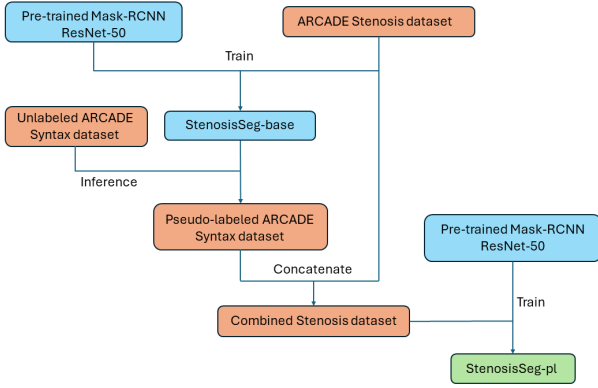 Pre-trained Mask-RCNN
ResNet-50
ARCADE Stenosis dataset
Train
Unlabeled ARCADE
Syntax dataset
StenosisSeg-base
Inference
Pseudo-labeled ARCADE
Syntax dataset
Pre-trained Mask-RCNN
ResNet-50
Concatenate
Train
Combined Stenosis dataset
StenosisSeg-pl